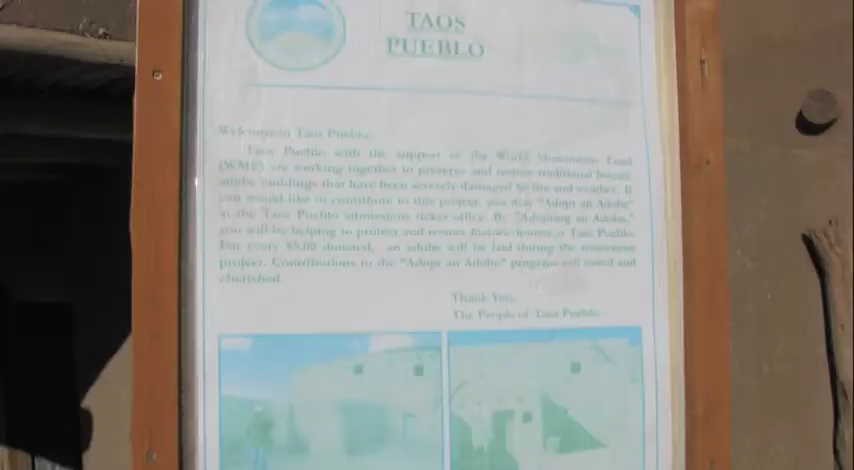 TAOS
PUEBLO
Welcome to Taos Pueblo.
Taos Pueblo with the support of the World Monument Fund
(WMF) are working together to preserve and restore traditional historic
adobe buildings that have been severely damaged by fire and weather. If
you would like to contribute to this project, you may "Adopt an Adobe"
at the Taos Pueblo admissions ticket office. By "Adopting an Adobe,"
you will be helping to protect and restore historic homes at Taos Pueblo.
For every $5.00 donated, an adobe will be laid during the
project. Contributions to the "Adopt an Adobe" program will and
cherished.
Thank You,
The People of Taos Pueblo